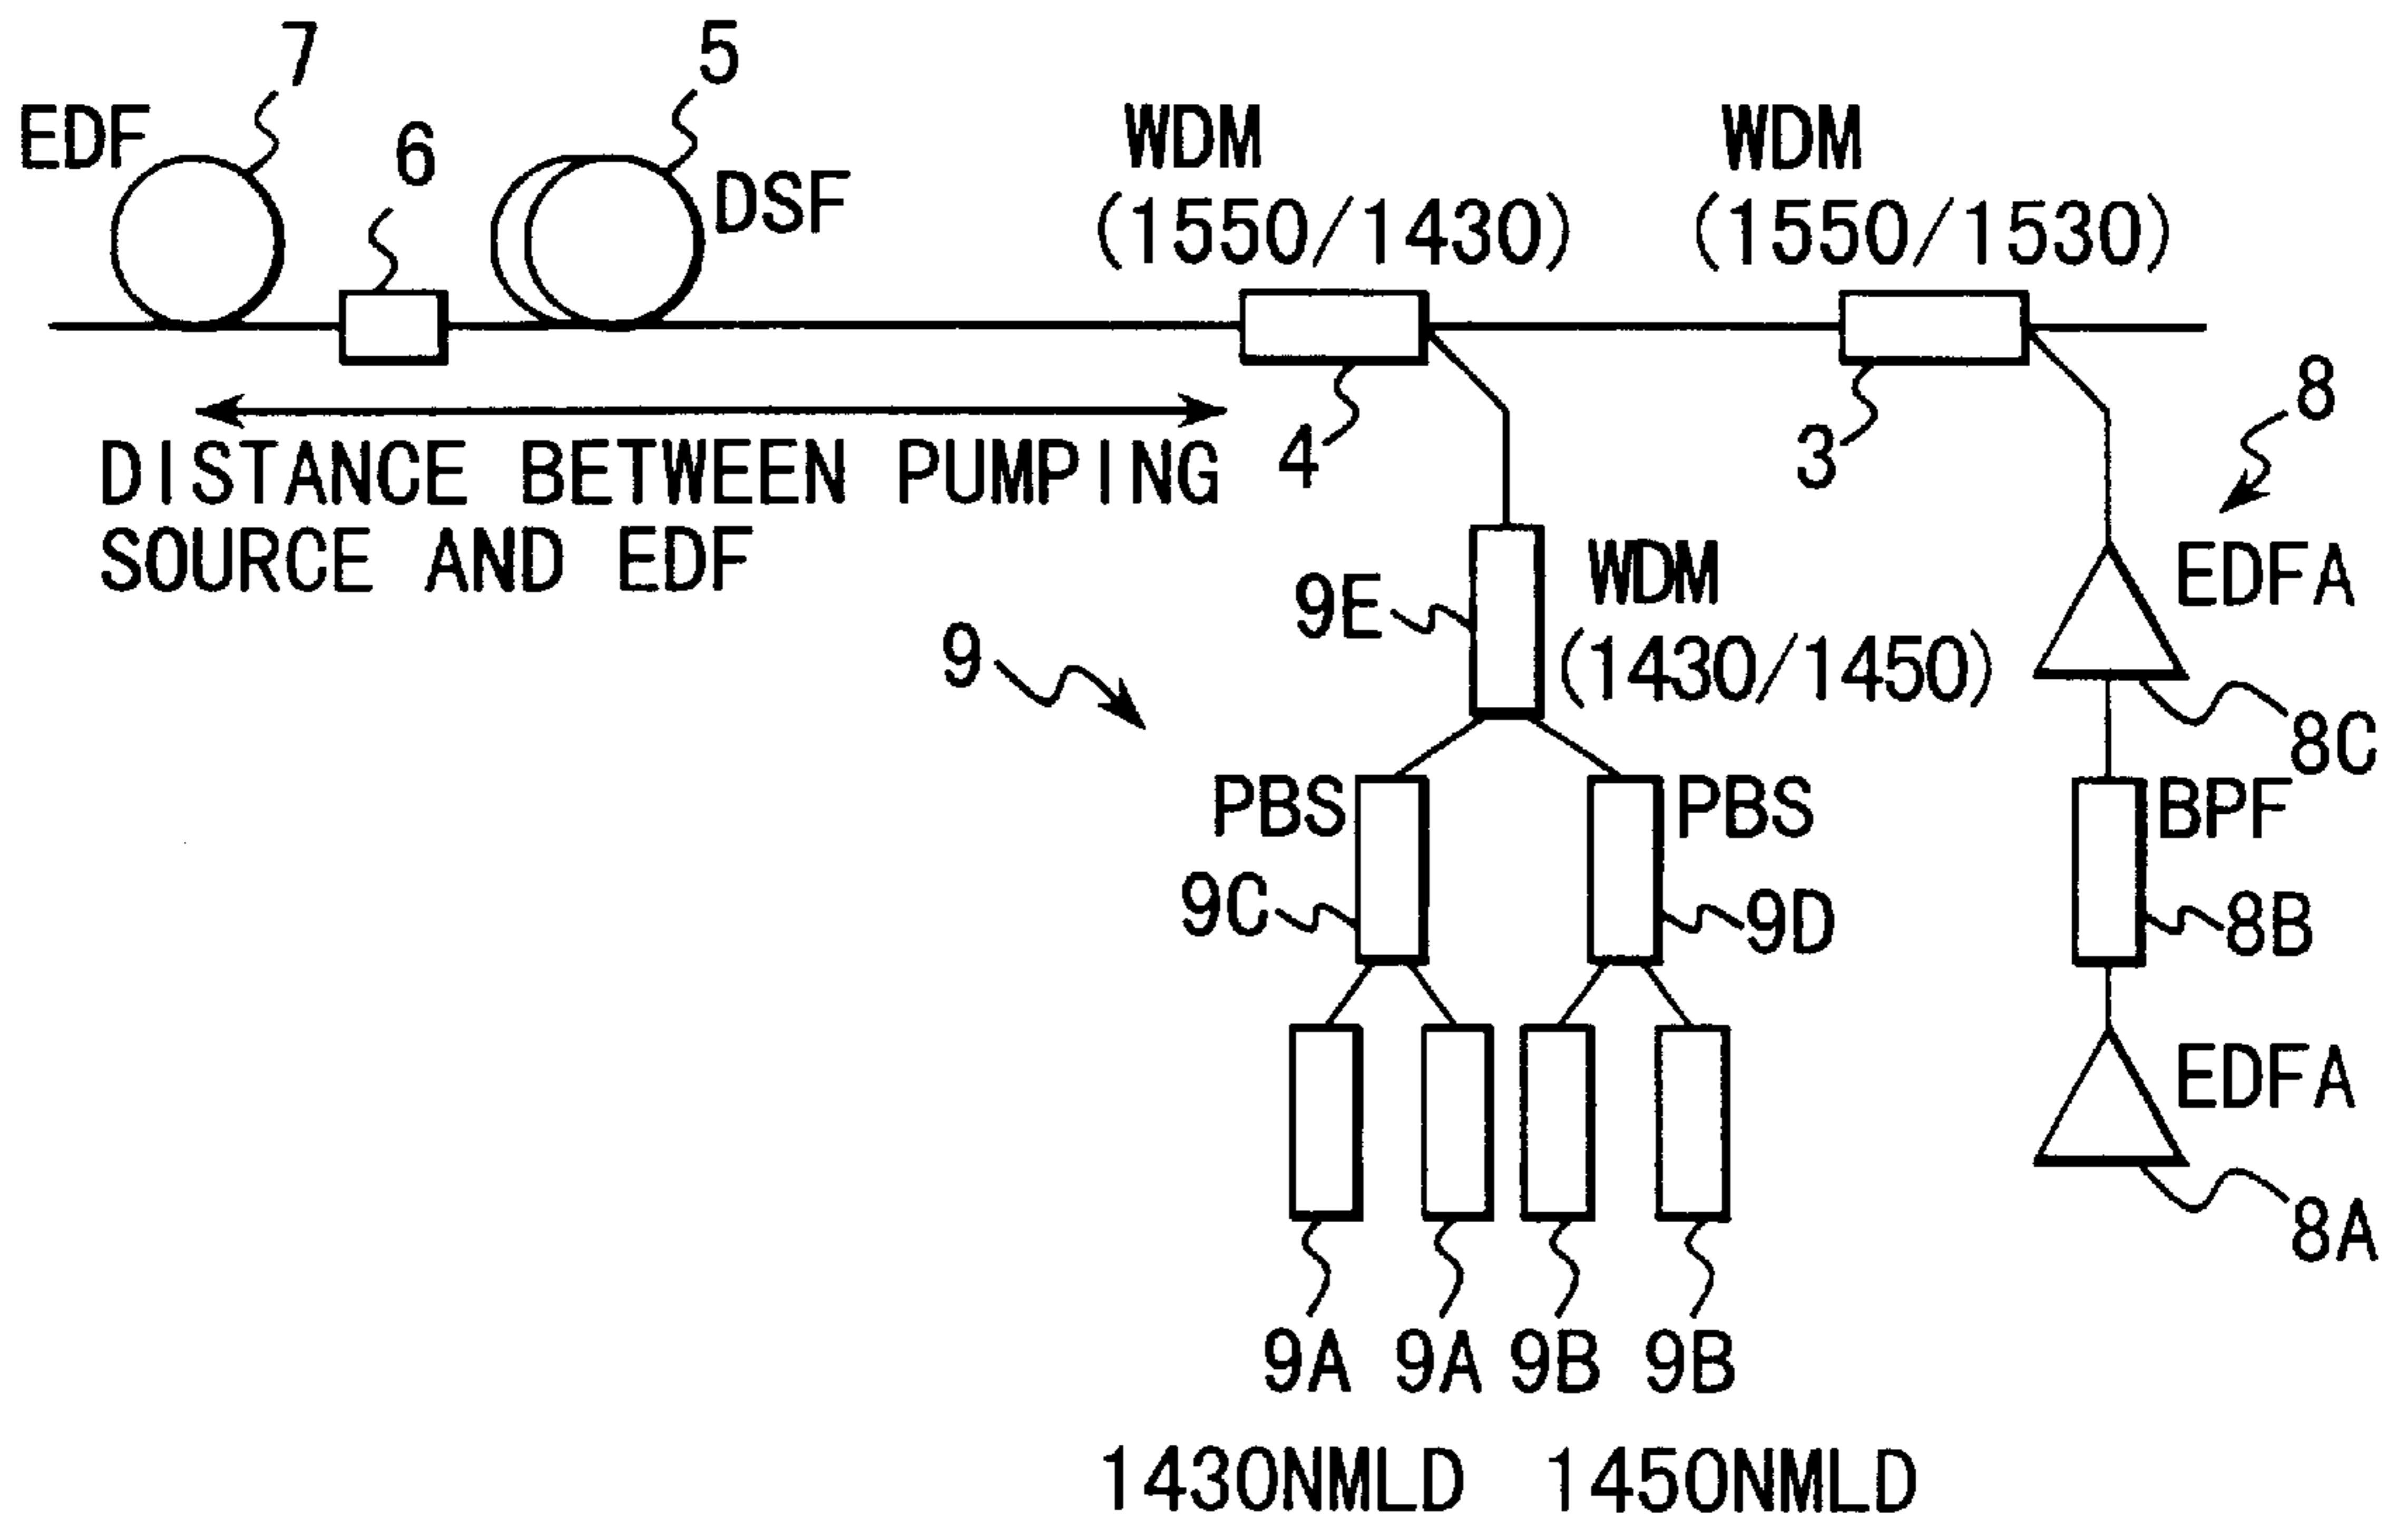 7
5
EDF
6
DSF
WDM
(1550/1430)
WDM
(1550/1530)
4
3
8
DISTANCE BETWEEN PUMPING
SOURCE AND EDF
9E
WDM
(1430/1450)
EDFA
9
8C
PBS
PBS
BPF
9C
9D
8B
EDFA
8A
9A
9A
9B
9B
1430NMLD
1450NMLD